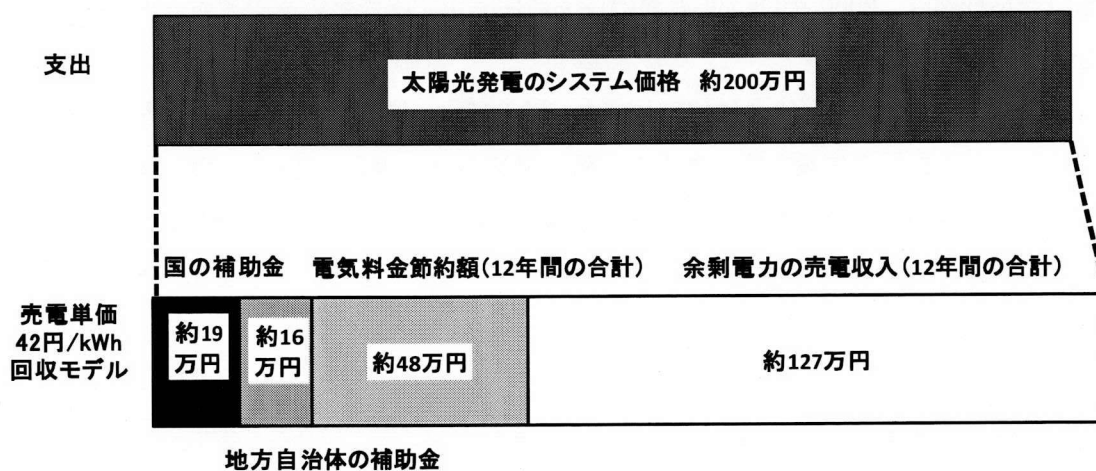 支出
太陽光発電のシステム価格 約200万円
国の補助金
電気料金節約額(12年間の合計)
余剰電力の売電収入(12年間の合計)
売電単価
42円/kWh
回収モデル
約19
万円
約16
万円
約48万円
約127万円
地方自治体の補助金